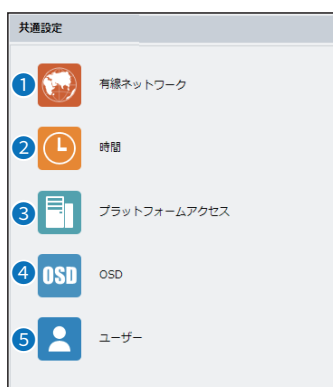 共通設定
1 有線ネットワーク
2 時間
3 プラットフォームアクセス
4 OSD OSD
5 ユーザー